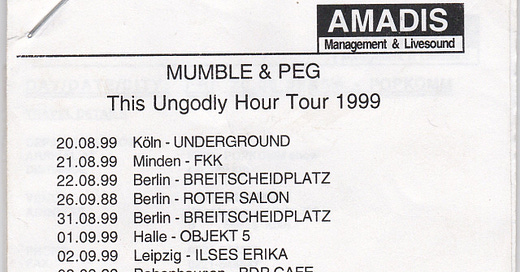 AMADIS
Management & Livesound
MUMBLE & PEG
This Ungodly Hour Tour 1999
20.08.99 Köln - UNDERGROUND
21.08.99 Minden - FKK
22.08.99 Berlin - BREITSCHEIDPLATZ
26.09.88 Berlin - ROTER SALON
31.08.99 Berlin - BREITSCHEIDPLATZ
01.09.99 Halle - OBJEKT 5
02.09.99 Leipzig - ILSES ERIKA